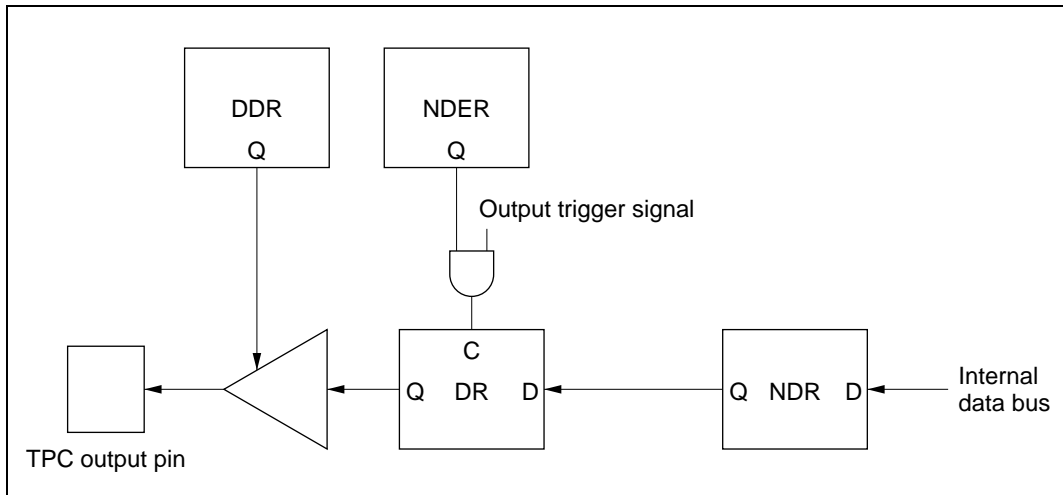 DDR
Q
NDER
Q
Output trigger signal
C
Q DR D
Q NDR D
Internal
data bus
TPC output pin